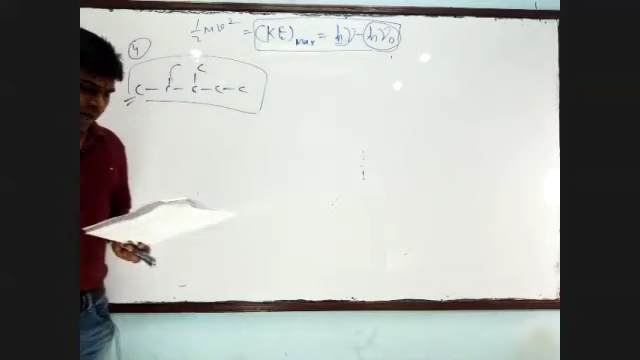 ½mv² = (KE)max = hν - hν₀
4
C C
C - C - C - C - C